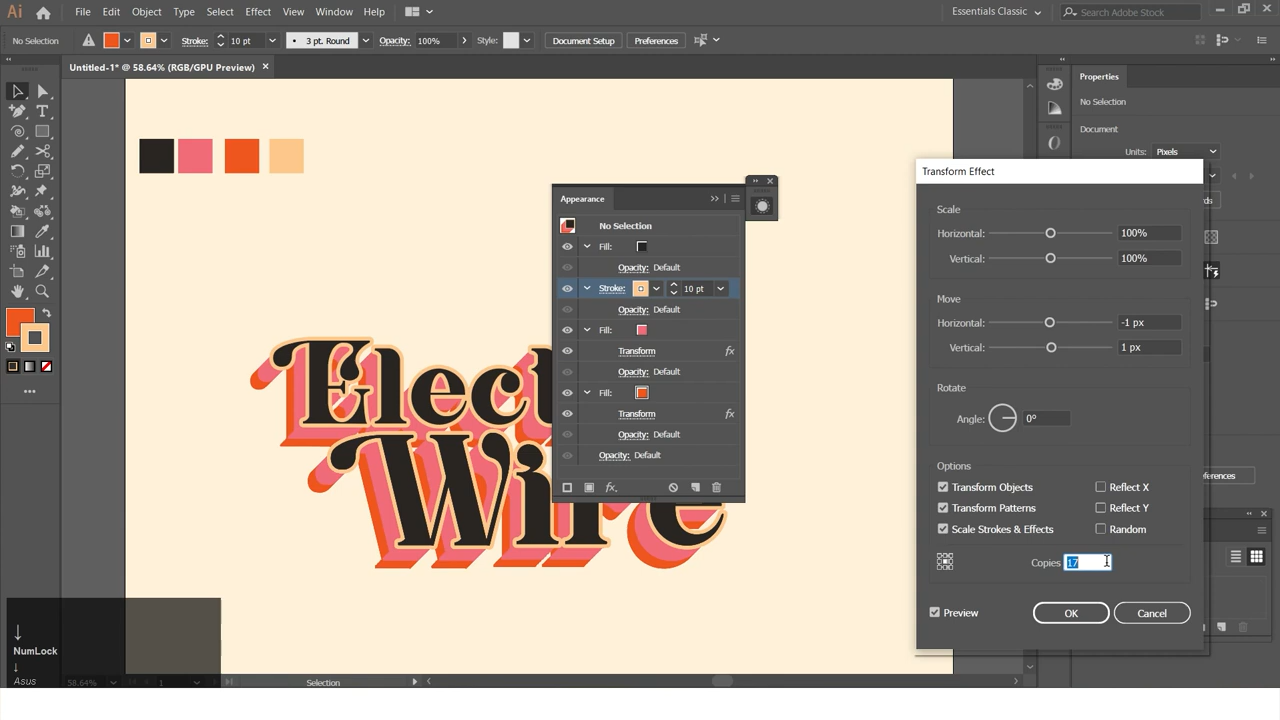 Ai File Edit Object Type Select Effect View Window Help Essentials Classic Search Adobe Stock
No Selection Stroke: 10 pt 3 pt. Round Opacity: 100% Style: Document Setup Preferences
Untitled-1* @ 58.64% (RGB/GPU Preview) ×
Properties
No Selection
Document
Units: Pixels
Appearance
No Selection
Fill:
Opacity: Default
Stroke: 10 pt
Opacity: Default
Fill:
Transform fx
Opacity: Default
Fill:
Transform fx
Opacity: Default
Opacity: Default
fx.
Elect
Wire
Transform Effect
Scale
Horizontal: 100%
Vertical: 100%
Move
Horizontal: -1 px
Vertical: 1 px
Rotate
Angle: 0°
Options
Transform Objects Reflect X
Transform Patterns Reflect Y
Scale Strokes & Effects Random
Copies 17
Preview OK Cancel
↓
NumLock
↓
Asus
58.64% 1 Selection